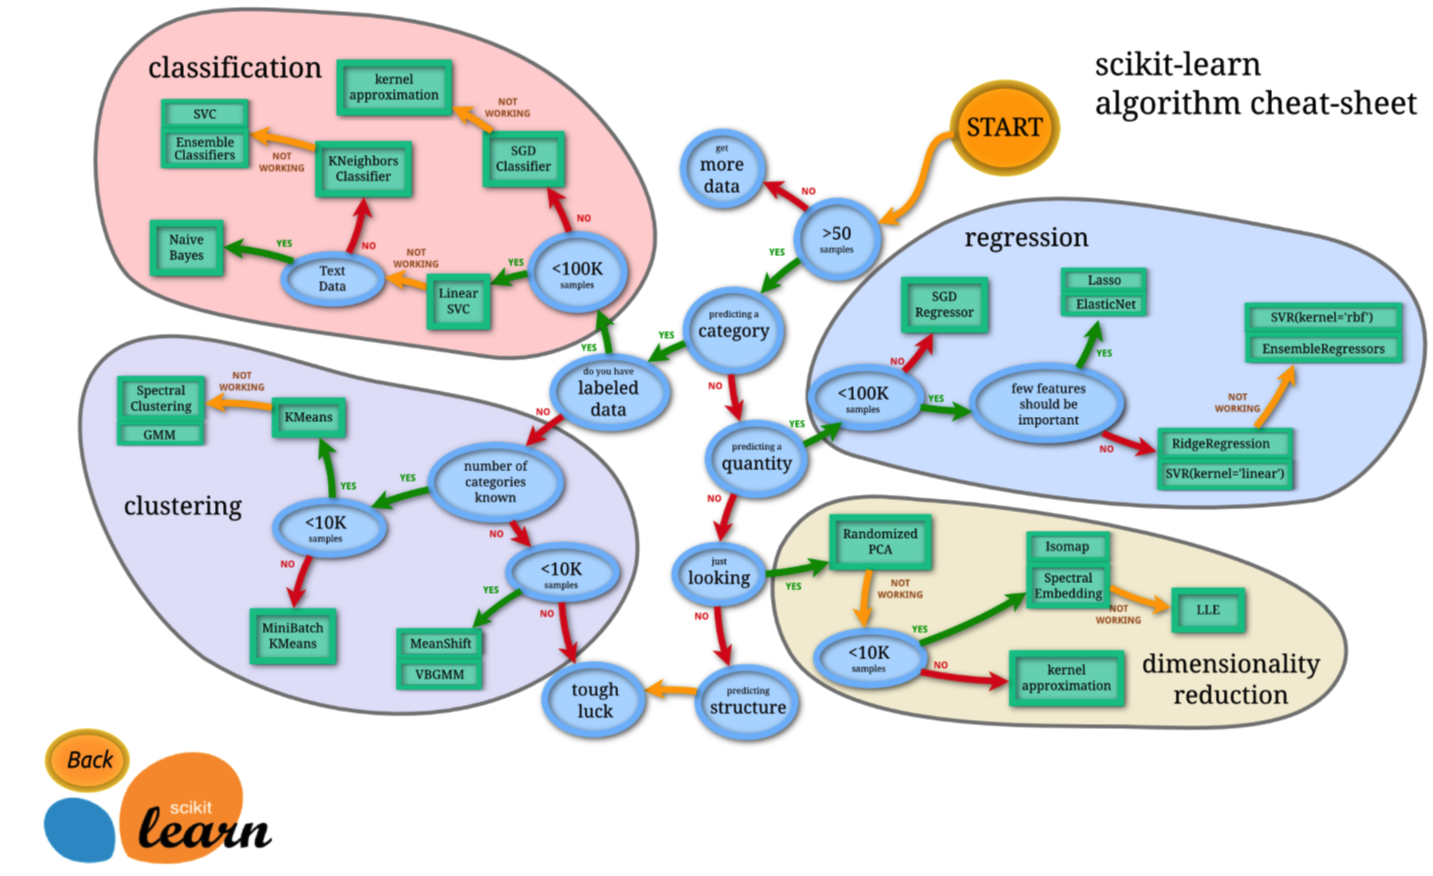 scikit-learn
algorithm cheat-sheet
START
>50
samples
NO
get
more
data
YES
predicting a
category
YES
do you have
labeled
data
YES
NO
NO
predicting a
quantity
YES
NO
just
looking
YES
NO
predicting
structure
tough
luck
classification
kernel
approximation
NOT
WORKING
SGD
Classifier
NO
<100K
samples
YES
Linear
SVC
NOT
WORKING
Text
Data
YES
Naive
Bayes
NO
KNeighbors
Classifier
NOT
WORKING
SVC
Ensemble
Classifiers
regression
<100K
samples
NO
SGD
Regressor
YES
few features
should be
important
YES
Lasso
ElasticNet
NO
RidgeRegression
SVR(kernel='linear')
NOT
WORKING
SVR(kernel='rbf')
EnsembleRegressors
clustering
number of
categories
known
YES
<10K
samples
YES
KMeans
NOT
WORKING
Spectral
Clustering
GMM
NO
MiniBatch
KMeans
NO
<10K
samples
YES
MeanShift
VBGMM
NO
dimensionality
reduction
Randomized
PCA
NOT
WORKING
<10K
samples
YES
Isomap
Spectral
Embedding
NOT
WORKING
LLE
NO
kernel
approximation
Back
scikit
learn